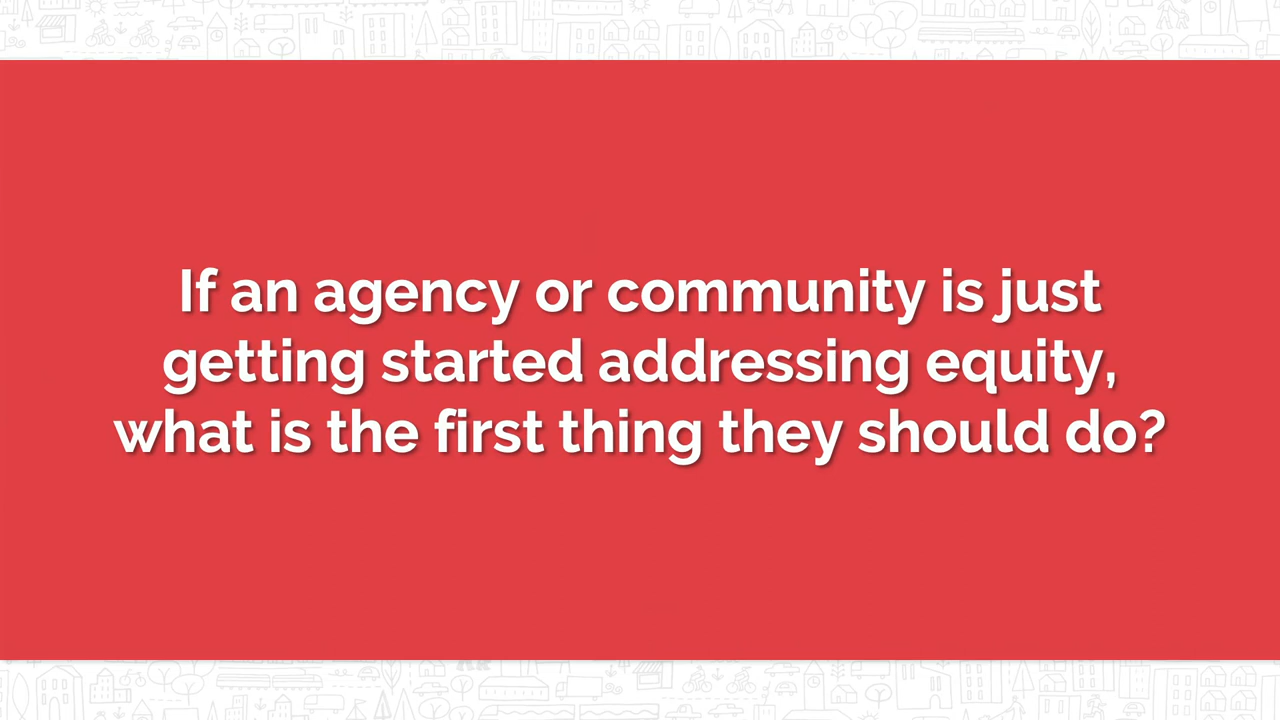 If an agency or community is just
getting started addressing equity,
what is the first thing they should do?